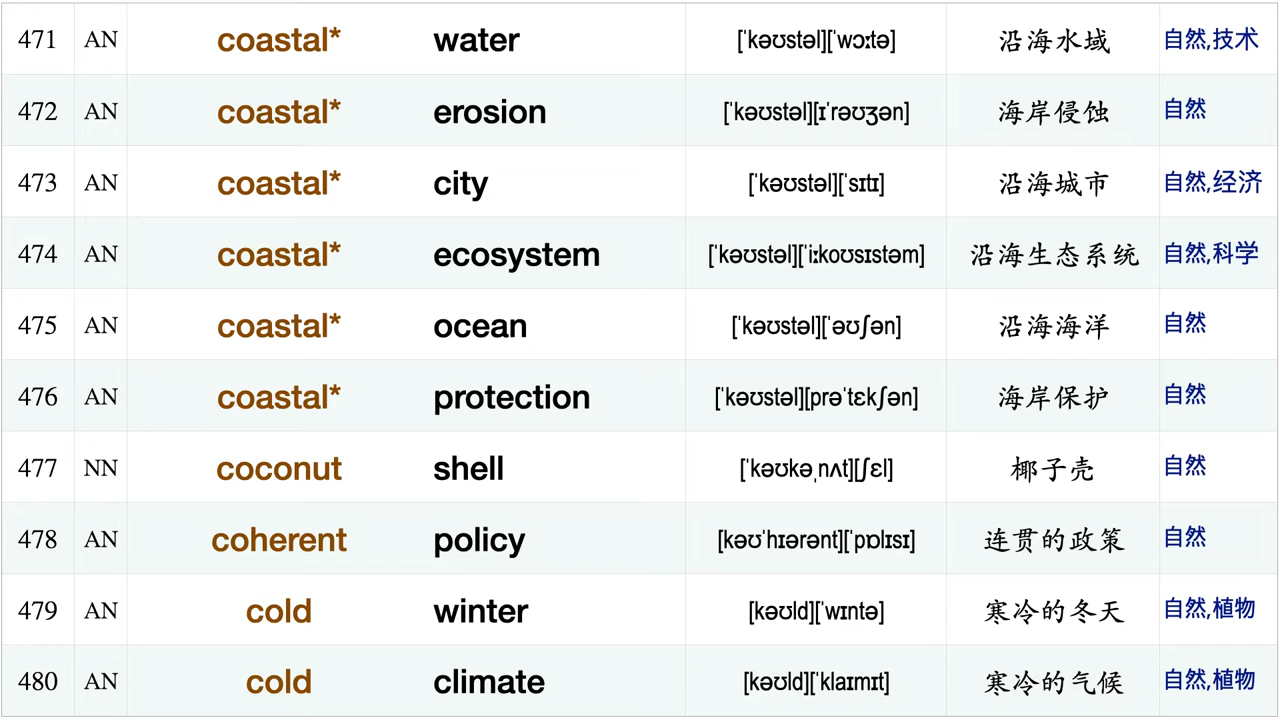 471 AN coastal* water [ˈkəʊstəl][ˈwɔːtə] 沿海水域 自然,技术
472 AN coastal* erosion [ˈkəʊstəl][ɪˈrəʊʒən] 海岸侵蚀 自然
473 AN coastal* city [ˈkəʊstəl][ˈsɪtɪ] 沿海城市 自然,经济
474 AN coastal* ecosystem [ˈkəʊstəl][ˈiːkoʊsɪstəm] 沿海生态系统 自然,科学
475 AN coastal* ocean [ˈkəʊstəl][ˈəʊʃən] 沿海海洋 自然
476 AN coastal* protection [ˈkəʊstəl][prəˈtɛkʃən] 海岸保护 自然
477 NN coconut shell [ˈkəʊkəˌnʌt][ʃɛl] 椰子壳 自然
478 AN coherent policy [kəʊˈhɪərənt][ˈpɒlɪsɪ] 连贯的政策 自然
479 AN cold winter [kəʊld][ˈwɪntə] 寒冷的冬天 自然,植物
480 AN cold climate [kəʊld][ˈklaɪmɪt] 寒冷的气候 自然,植物